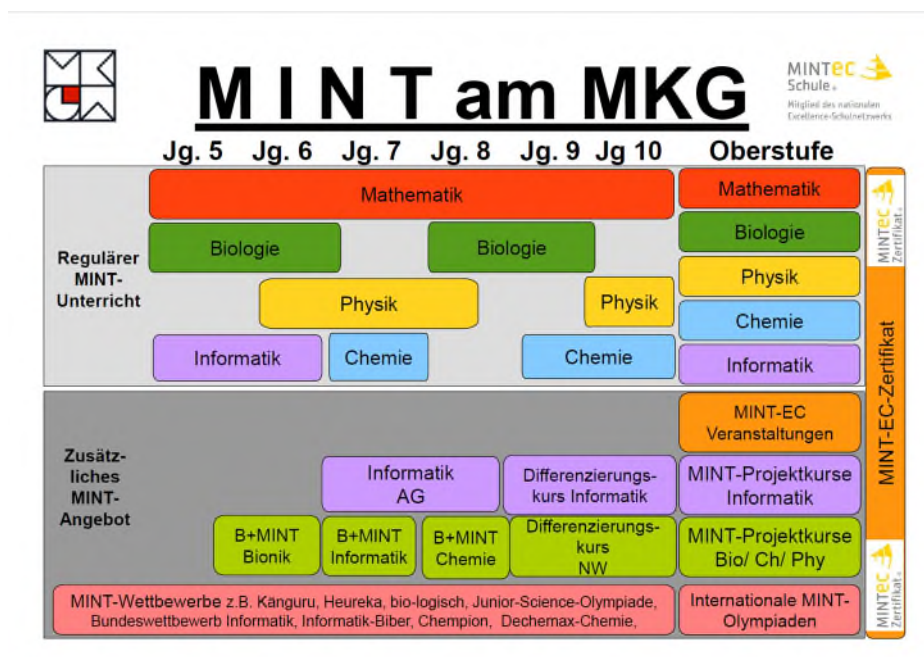 M I N T am MKG
MINTec
Schule
Mitglied des nationalen
Excellence-Schulnetzwerks
Jg. 5 Jg. 6 Jg. 7 Jg. 8 Jg. 9 Jg 10 Oberstufe
Regulärer
MINT-
Unterricht
Mathematik Mathematik
Biologie Biologie Biologie
Physik Physik Physik
Informatik Chemie Chemie Chemie
Informatik
MINTec
Zertifikat
MINT-EC-Zertifikat
MINTec
Zertifikat
Zusätz-
liches
MINT-
Angebot
MINT-EC
Veranstaltungen
Informatik
AG
Differenzierungs-
kurs Informatik
MINT-Projektkurse
Informatik
B+MINT
Bionik
B+MINT
Informatik
B+MINT
Chemie
Differenzierungs-
kurs
NW
MINT-Projektkurse
Bio/ Ch/ Phy
MINT-Wettbewerbe z.B. Känguru, Heureka, bio-logisch, Junior-Science-Olympiade,
Bundeswettbewerb Informatik, Informatik-Biber, Chempion, Dechemax-Chemie,
Internationale MINT-
Olympiaden